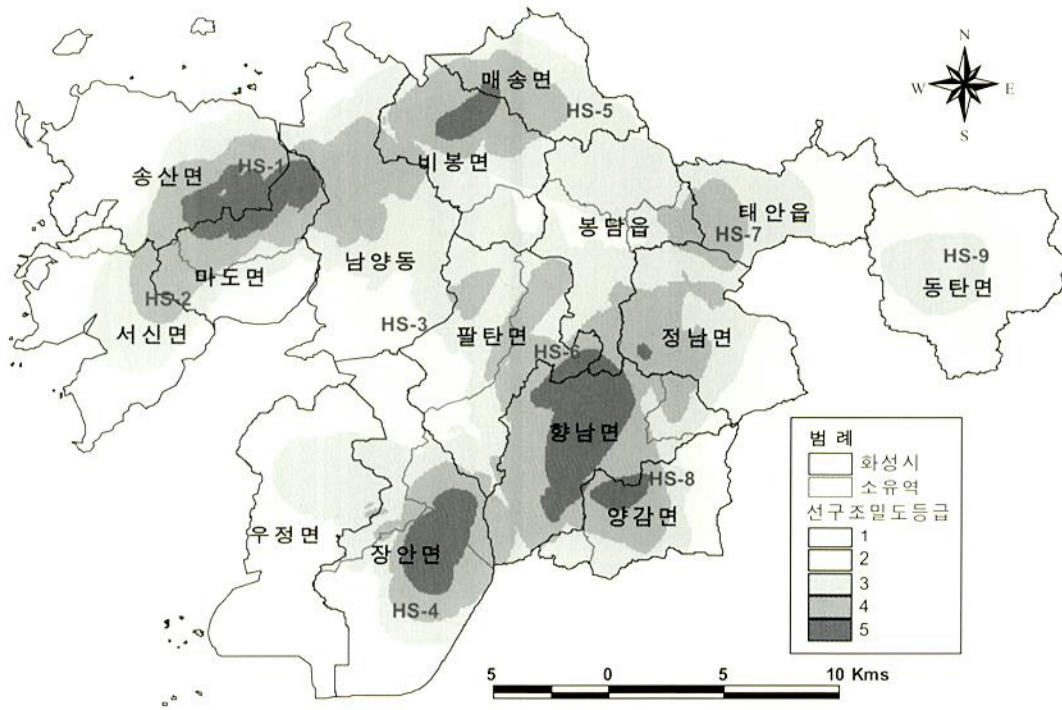 N
W E
S
매송면
HS-5
HS-1
비봉면
송산면
봉담읍
태안읍
HS-7
HS-9
동탄면
마도면
남양동
HS-2
서신면
HS-3
팔탄면
정남면
HS-6
향남면
HS-8
양감면
우정면
장안면
HS-4
범 례
화성시
소유역
선구조밀도등급
1
2
3
4
5
5 0 5 10 Kms